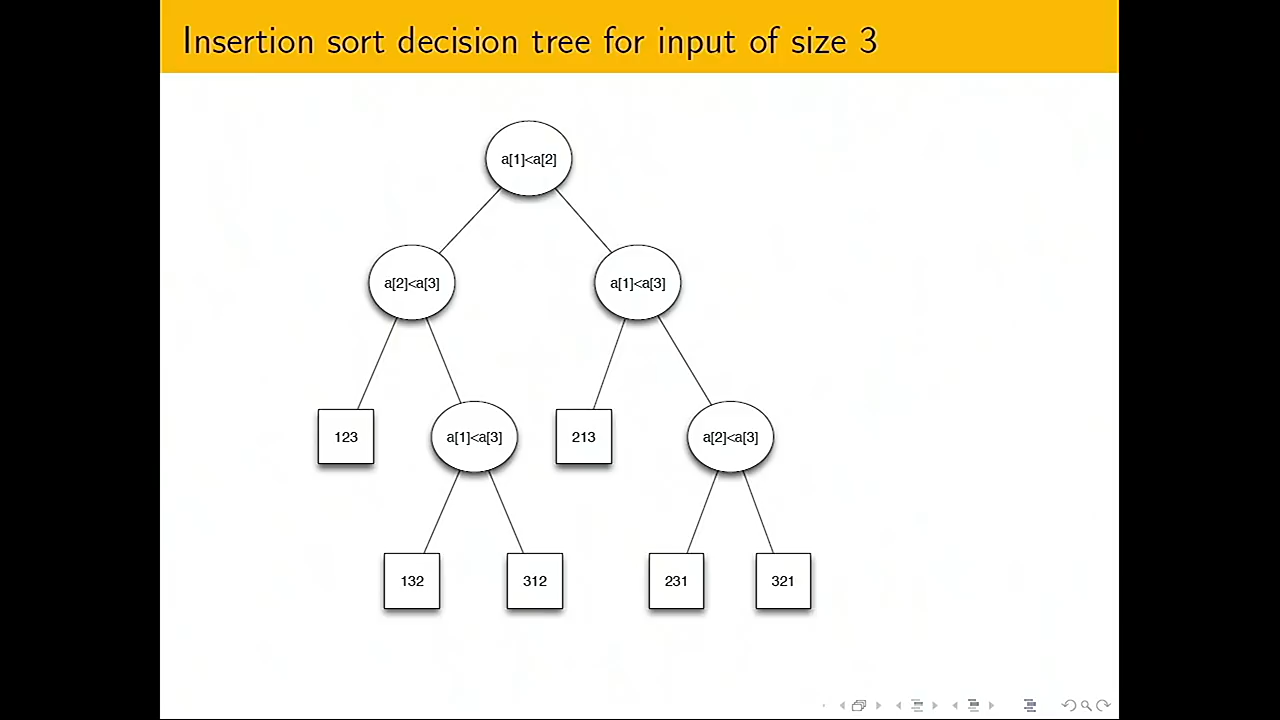 Insertion sort decision tree for input of size 3
a[1]<a[2]
a[2]<a[3]
a[1]<a[3]
123
a[1]<a[3]
213
a[2]<a[3]
132
312
231
321